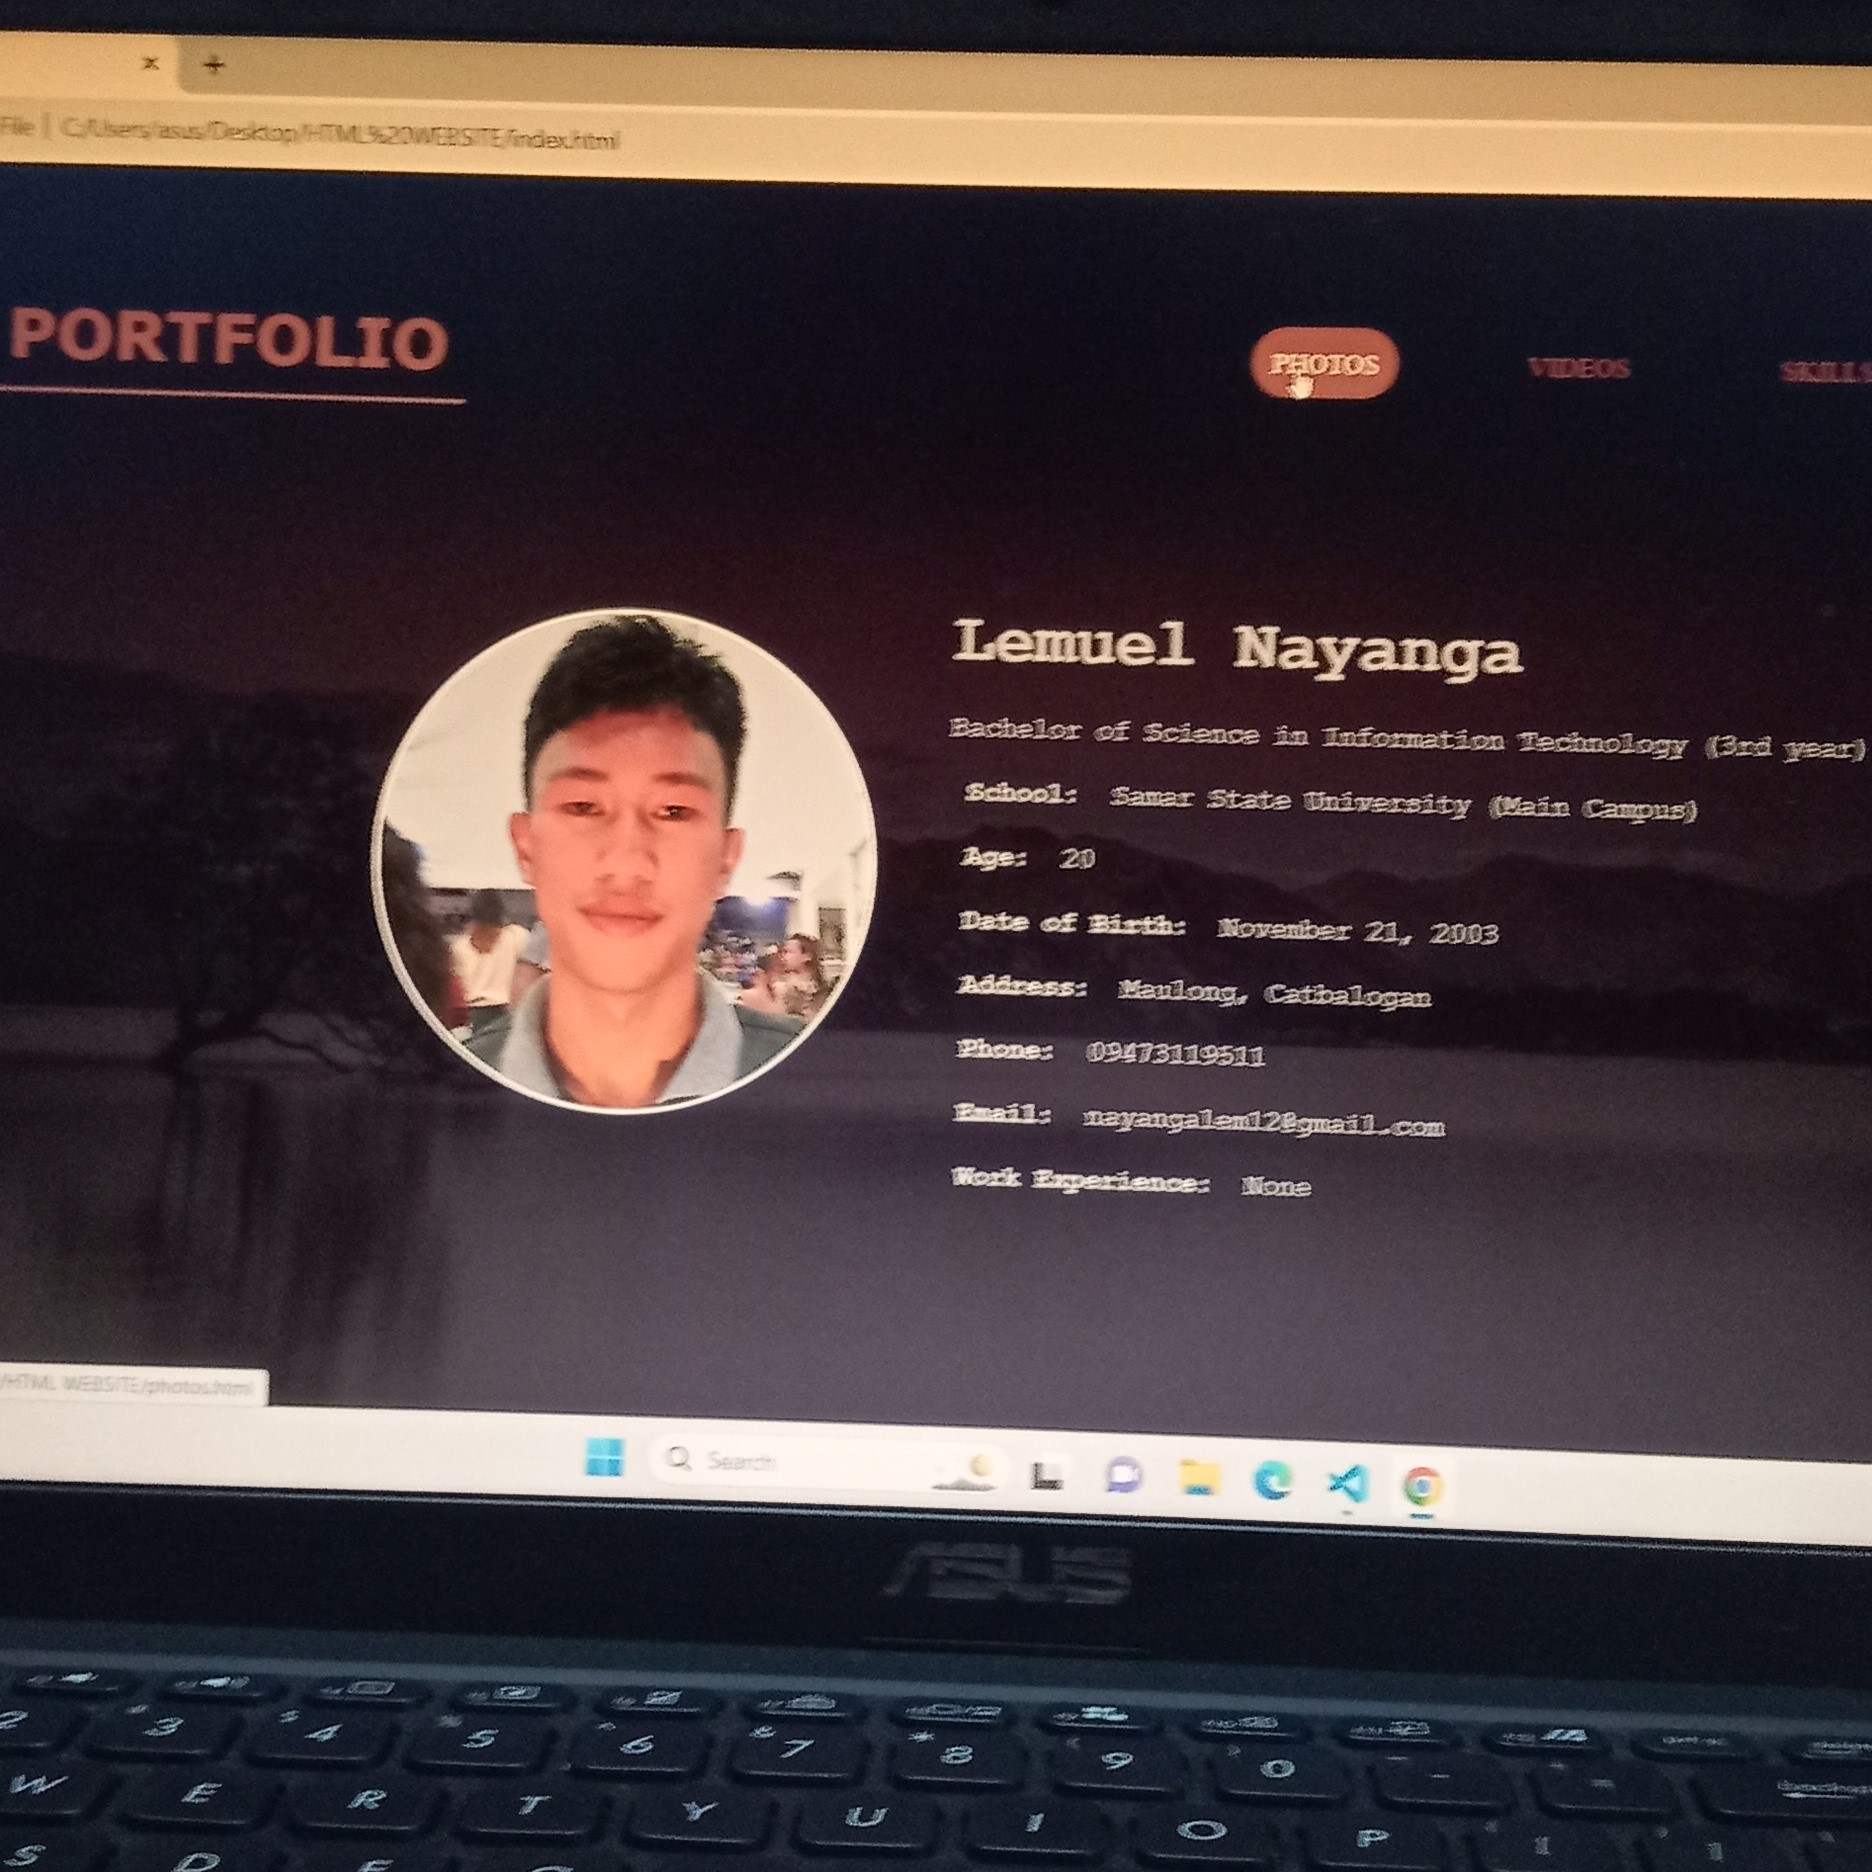 File | C:/Users/asus/Desktop/HTML%20WEBSITE/index.html
PORTFOLIO
PHOTOS
VIDEOS
SKILLS
Lemuel Nayanga
Bachelor of Science in Information Technology (3rd year)
School: Samar State University (Main Campus)
Age: 20
Date of Birth: November 21, 2003
Address: Maulong, Catbalogan
Phone: 09473119511
Email: nayangalem12@gmail.com
Work Experience: None
/HTML WEBSITE/photos.html
Search
ASUS
2 3 4 5 6 7 8 9 0
W E R T Y U I O P
S D